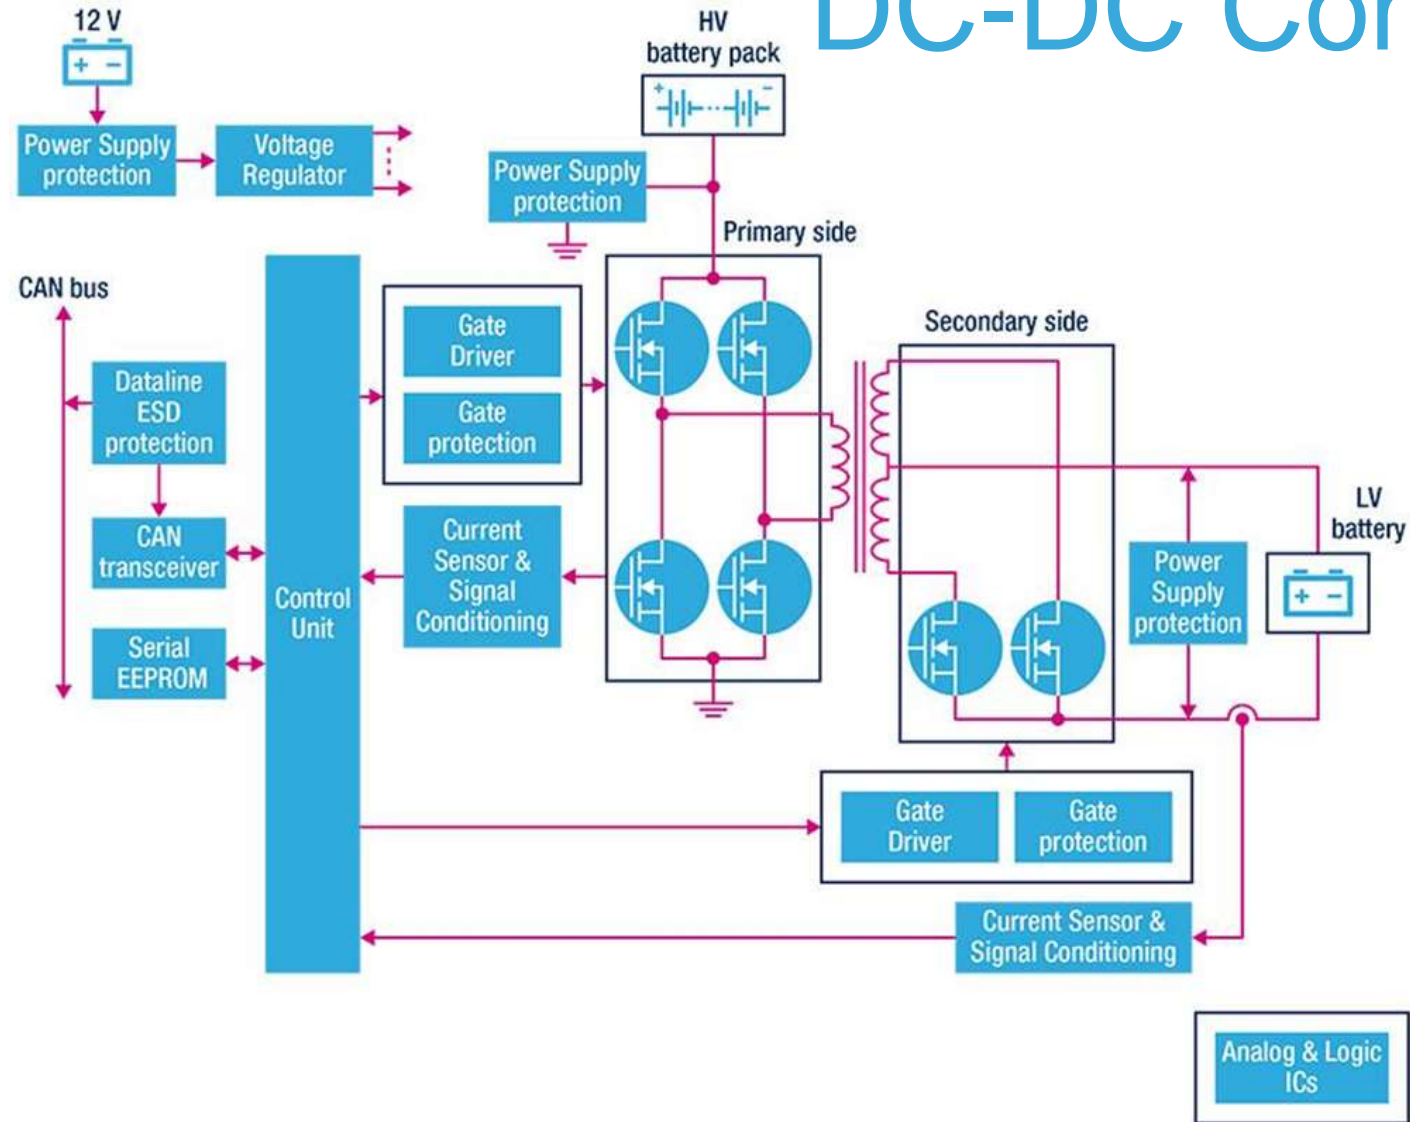 DC-DC Con
12 V
HV
battery pack
Power Supply
protection
Voltage
Regulator
Power Supply
protection
Primary side
CAN bus
Gate
Driver
Gate
protection
Secondary side
Dataline
ESD
protection
CAN
transceiver
Serial
EEPROM
Control
Unit
Current
Sensor &
Signal
Conditioning
LV
battery
Power
Supply
protection
Gate
Driver
Gate
protection
Current Sensor &
Signal Conditioning
Analog & Logic
ICs